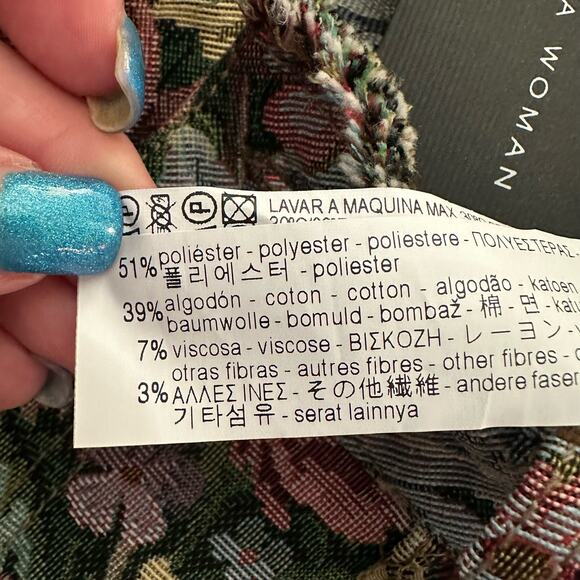 A WOMAN
LAVAR A MAQUINA MAX
51% poliéster - polyester - poliestere - ΠΟΛΥΕΣΤΕΡΑΣ -
폴리에스터 - poliester
39% algodón - coton - cotton - algodão - katoen
baumwolle - bomuld - bombaž - 棉 - 면 -
7% viscosa - viscose - ΒΙΣΚΟΖΗ - レーヨン -
otras fibras - autres fibres - other fibres -
3% ΑΛΛΕΣ ΙΝΕΣ - その他繊維 - andere faser
기타섬유 - serat lainnya